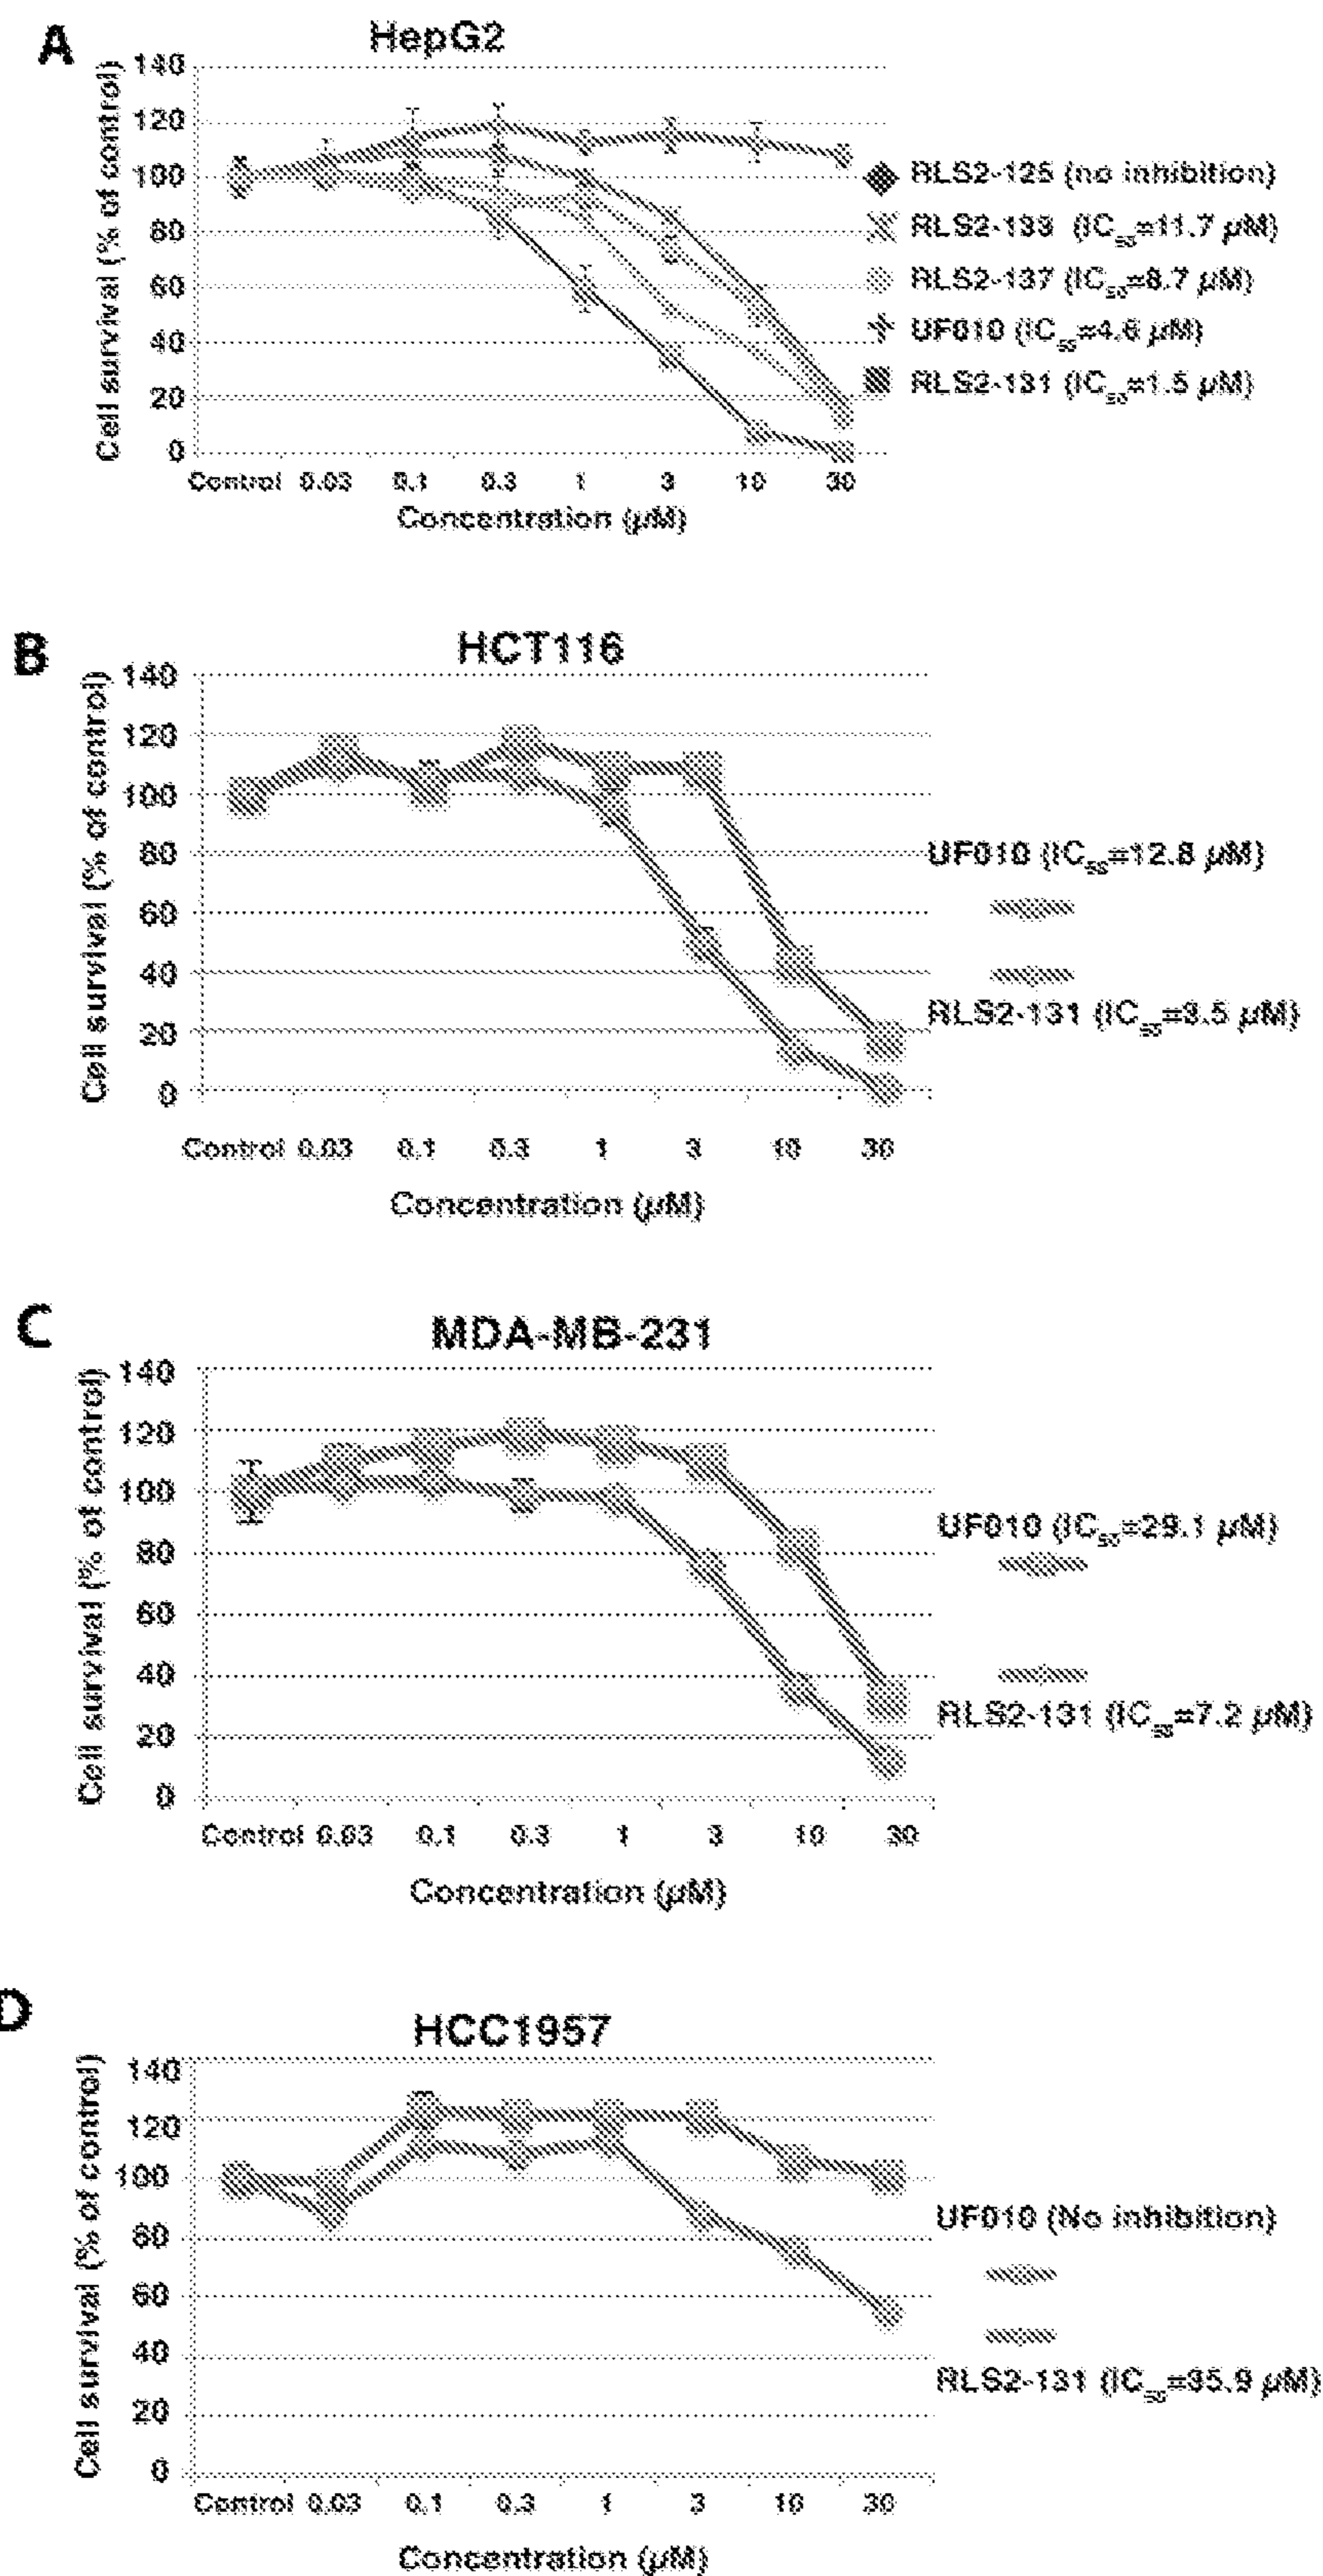 A
HepG2
Cell survival (% of control)
140
120
100
80
60
40
20
0
Control 0.03 0.1 0.3 1 3 10 30
Concentration (µM)
RLS2-125 (no inhibition)
RLS2-133 (IC50=11.7 µM)
RLS2-137 (IC50=8.7 µM)
UF010 (IC50=4.6 µM)
RLS2-131 (IC50=1.5 µM)
B
HCT116
Cell survival (% of control)
140
120
100
80
60
40
20
0
Control 0.03 0.1 0.3 1 3 10 30
Concentration (µM)
UF010 (IC50=12.8 µM)
RLS2-131 (IC50=3.5 µM)
C
MDA-MB-231
Cell survival (% of control)
140
120
100
80
60
40
20
0
Control 0.03 0.1 0.3 1 3 10 30
Concentration (µM)
UF010 (IC50=29.1 µM)
RLS2-131 (IC50=7.2 µM)
D
HCC1957
Cell survival (% of control)
140
120
100
80
60
40
20
0
Control 0.03 0.1 0.3 1 3 10 30
Concentration (µM)
UF010 (No inhibition)
RLS2-131 (IC50=35.9 µM)